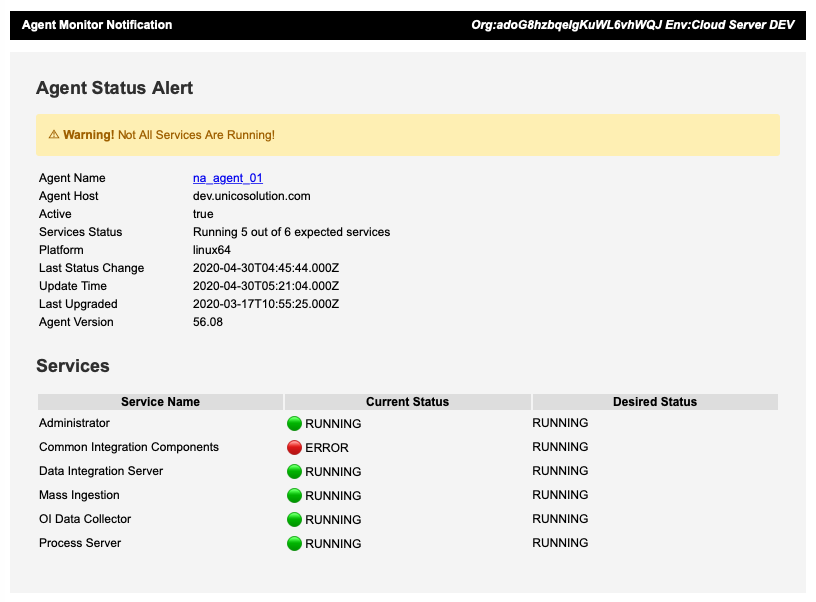 Agent Monitor Notification Org:adoG8hzbqeIgKuWL6vhWQJ Env:Cloud Server DEV
Agent Status Alert
⚠ Warning! Not All Services Are Running!
Agent Name na_agent_01
Agent Host dev.unicosolution.com
Active true
Services Status Running 5 out of 6 expected services
Platform linux64
Last Status Change 2020-04-30T04:45:44.000Z
Update Time 2020-04-30T05:21:04.000Z
Last Upgraded 2020-03-17T10:55:25.000Z
Agent Version 56.08
Services
Service Name Current Status Desired Status
Administrator RUNNING RUNNING
Common Integration Components ERROR RUNNING
Data Integration Server RUNNING RUNNING
Mass Ingestion RUNNING RUNNING
OI Data Collector RUNNING RUNNING
Process Server RUNNING RUNNING